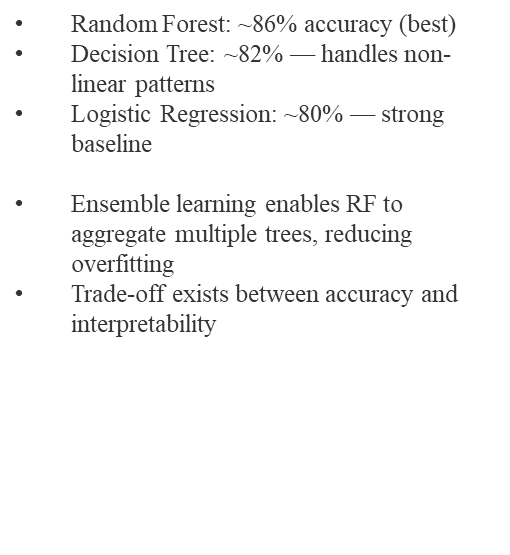 • Random Forest: ~86% accuracy (best)
• Decision Tree: ~82% — handles non-
linear patterns
• Logistic Regression: ~80% — strong
baseline
• Ensemble learning enables RF to
aggregate multiple trees, reducing
overfitting
• Trade-off exists between accuracy and
interpretability